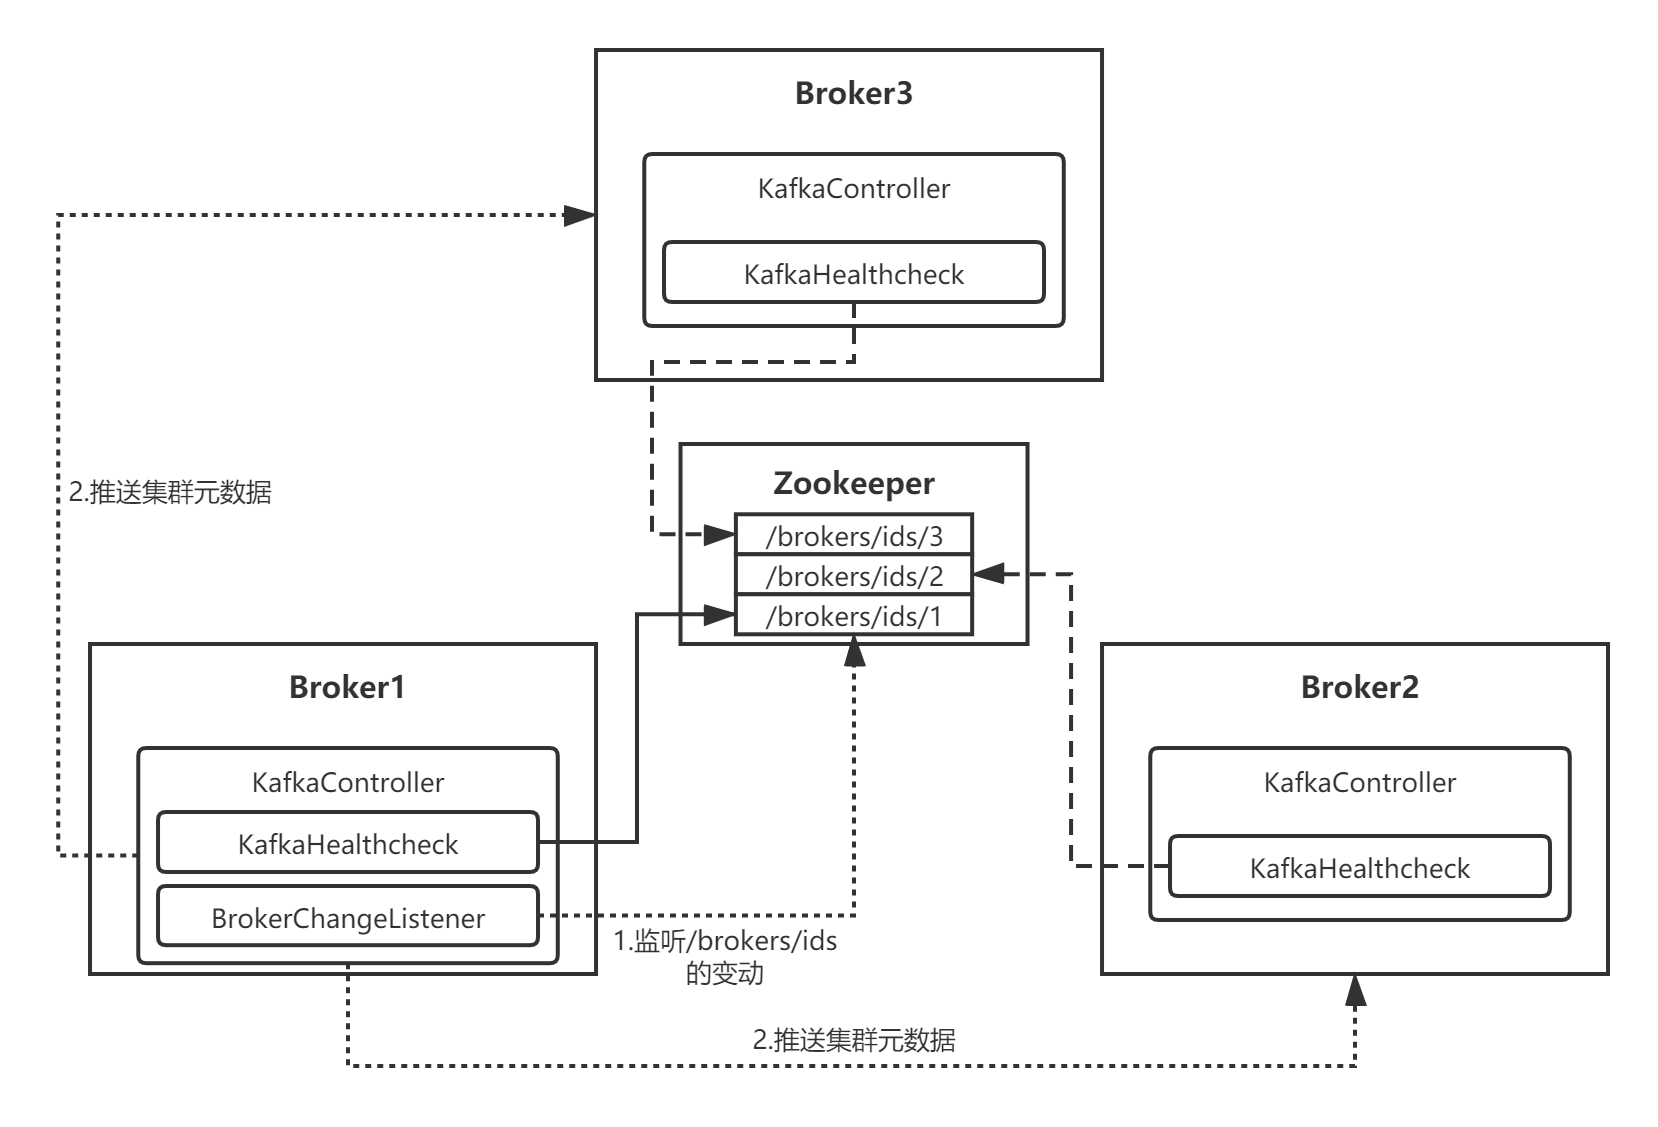 Broker3
KafkaController
KafkaHealthcheck
2.推送集群元数据
Zookeeper
/brokers/ids/3
/brokers/ids/2
/brokers/ids/1
Broker1
KafkaController
KafkaHealthcheck
BrokerChangeListener
1.监听/brokers/ids
的变动
Broker2
KafkaController
KafkaHealthcheck
2.推送集群元数据